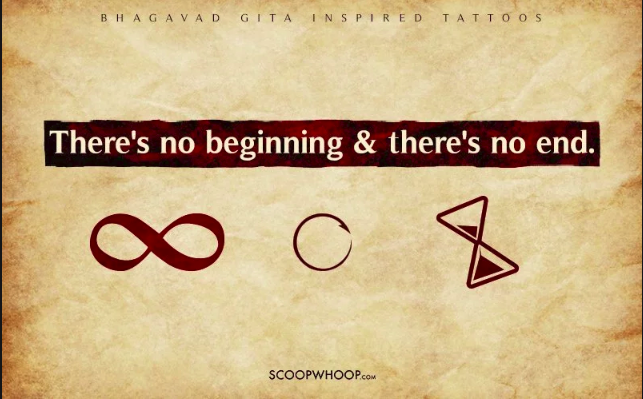 BHAGAVAD GITA INSPIRED TATTOOS
There's no beginning & there's no end.
SCOOPWHOOP.COM